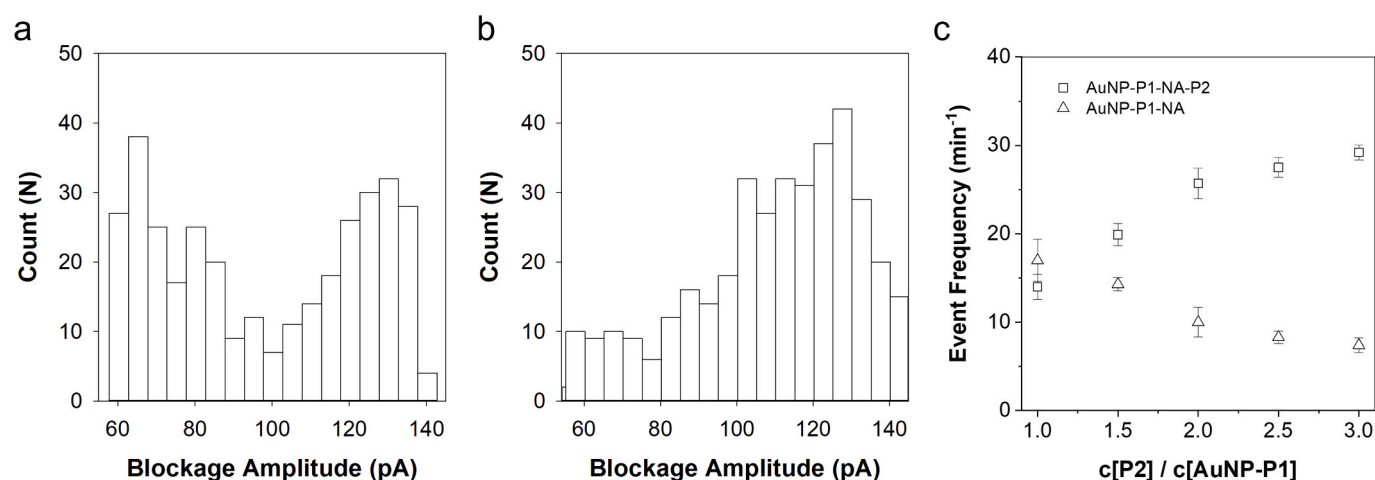 a
50
40
30
20
10
0
Count (N)
60 80 100 120 140
Blockage Amplitude (pA)
b
50
40
30
20
10
0
Count (N)
60 80 100 120 140
Blockage Amplitude (pA)
c
40
30
20
10
0
Event Frequency (min⁻¹)
AuNP-P1-NA-P2
AuNP-P1-NA
1.0 1.5 2.0 2.5 3.0
c[P2] / c[AuNP-P1]